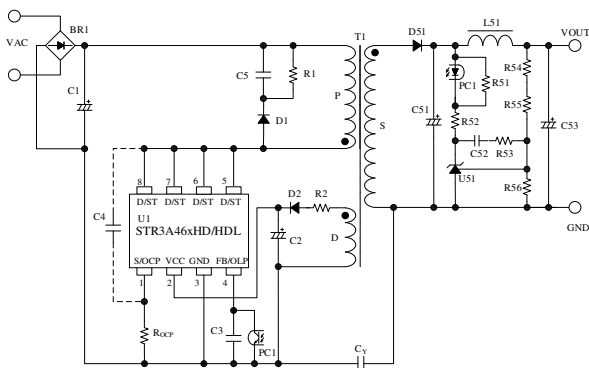 T1
L51
VAC
BR1
D51
VOUT
C5
R1
P
PC1
R51
R54
R55
C1
C51
C53
D1
S
R52
C52
R53
U51
R56
8
7
6
5
D/ST
D/ST
D/ST
D/ST
D2
R2
U1
C4
STR3A46xHD/HDL
C2
D
GND
S/OCP
VCC
GND
FB/OLP
1
2
3
4
ROCP
C3
PC1
CY